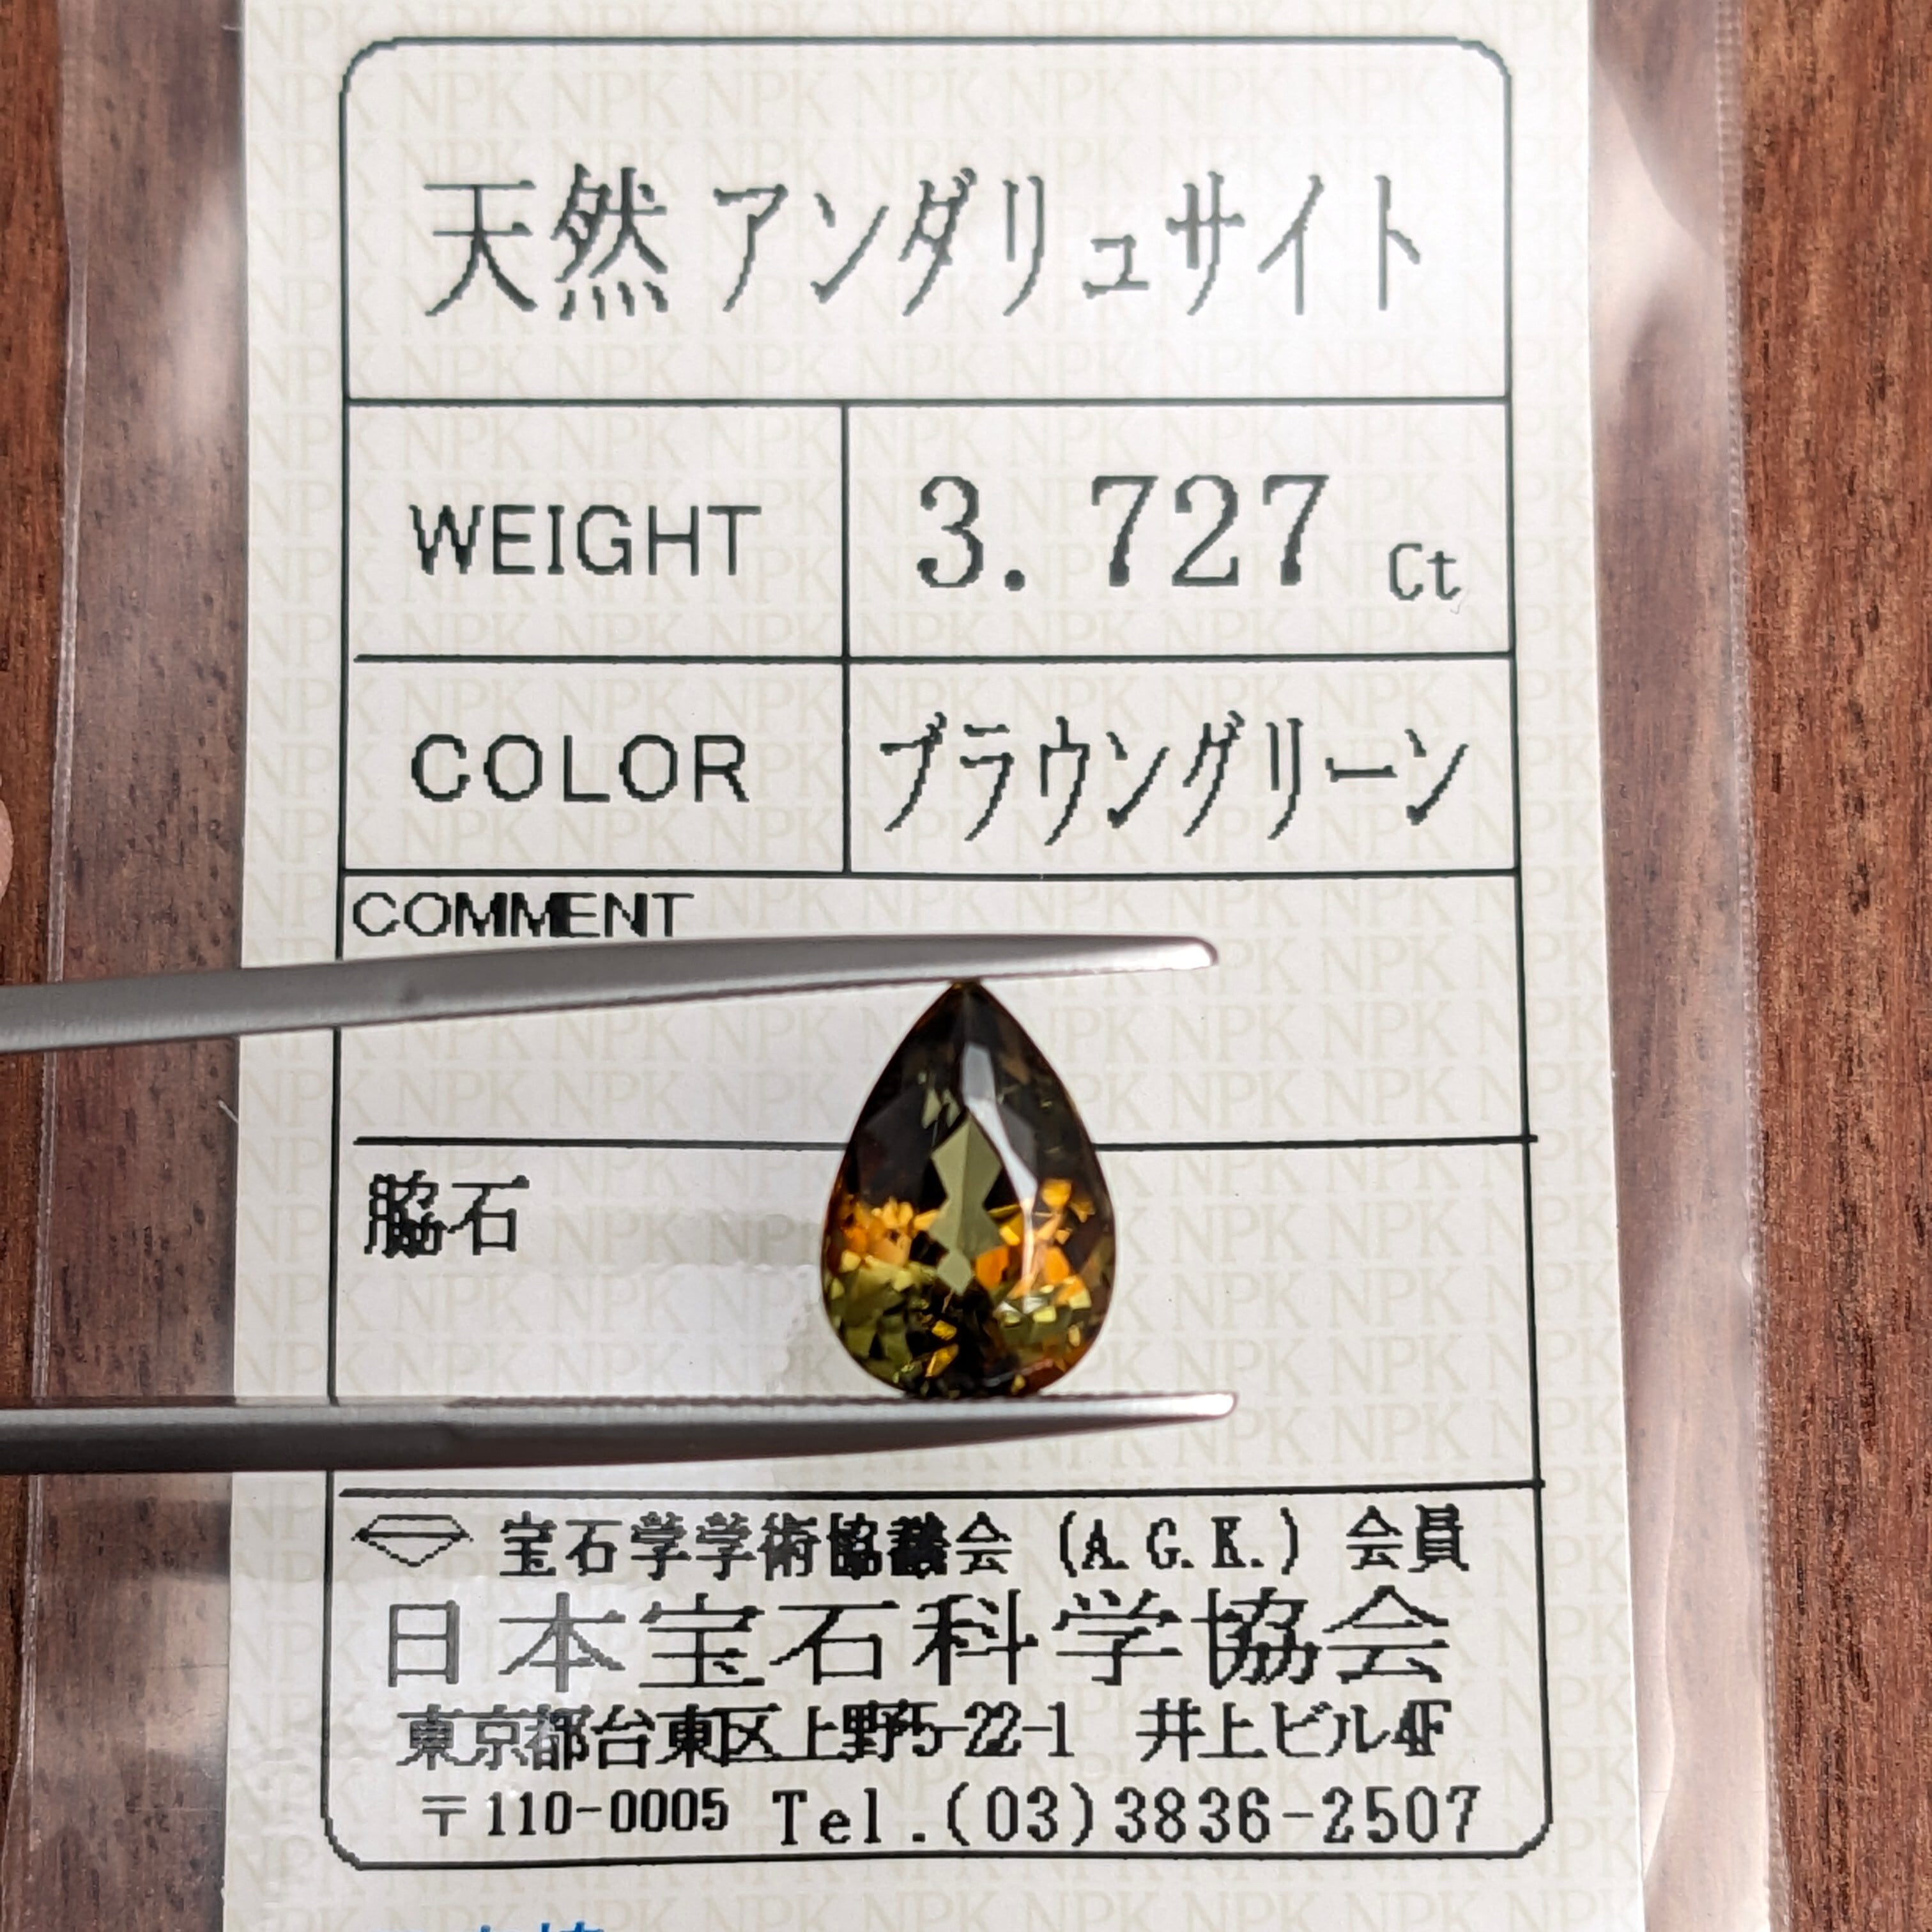 天然 アンダリュサイト
WEIGHT 3.727 Ct
COLOR ブラウングリーン
COMMENT
脇石
宝石学学術協議会 (A.G.K.) 会員
日本宝石科学協会
東京都台東区上野5-22-1 井上ビル4F
〒110-0005 Tel.(03)3836-2507